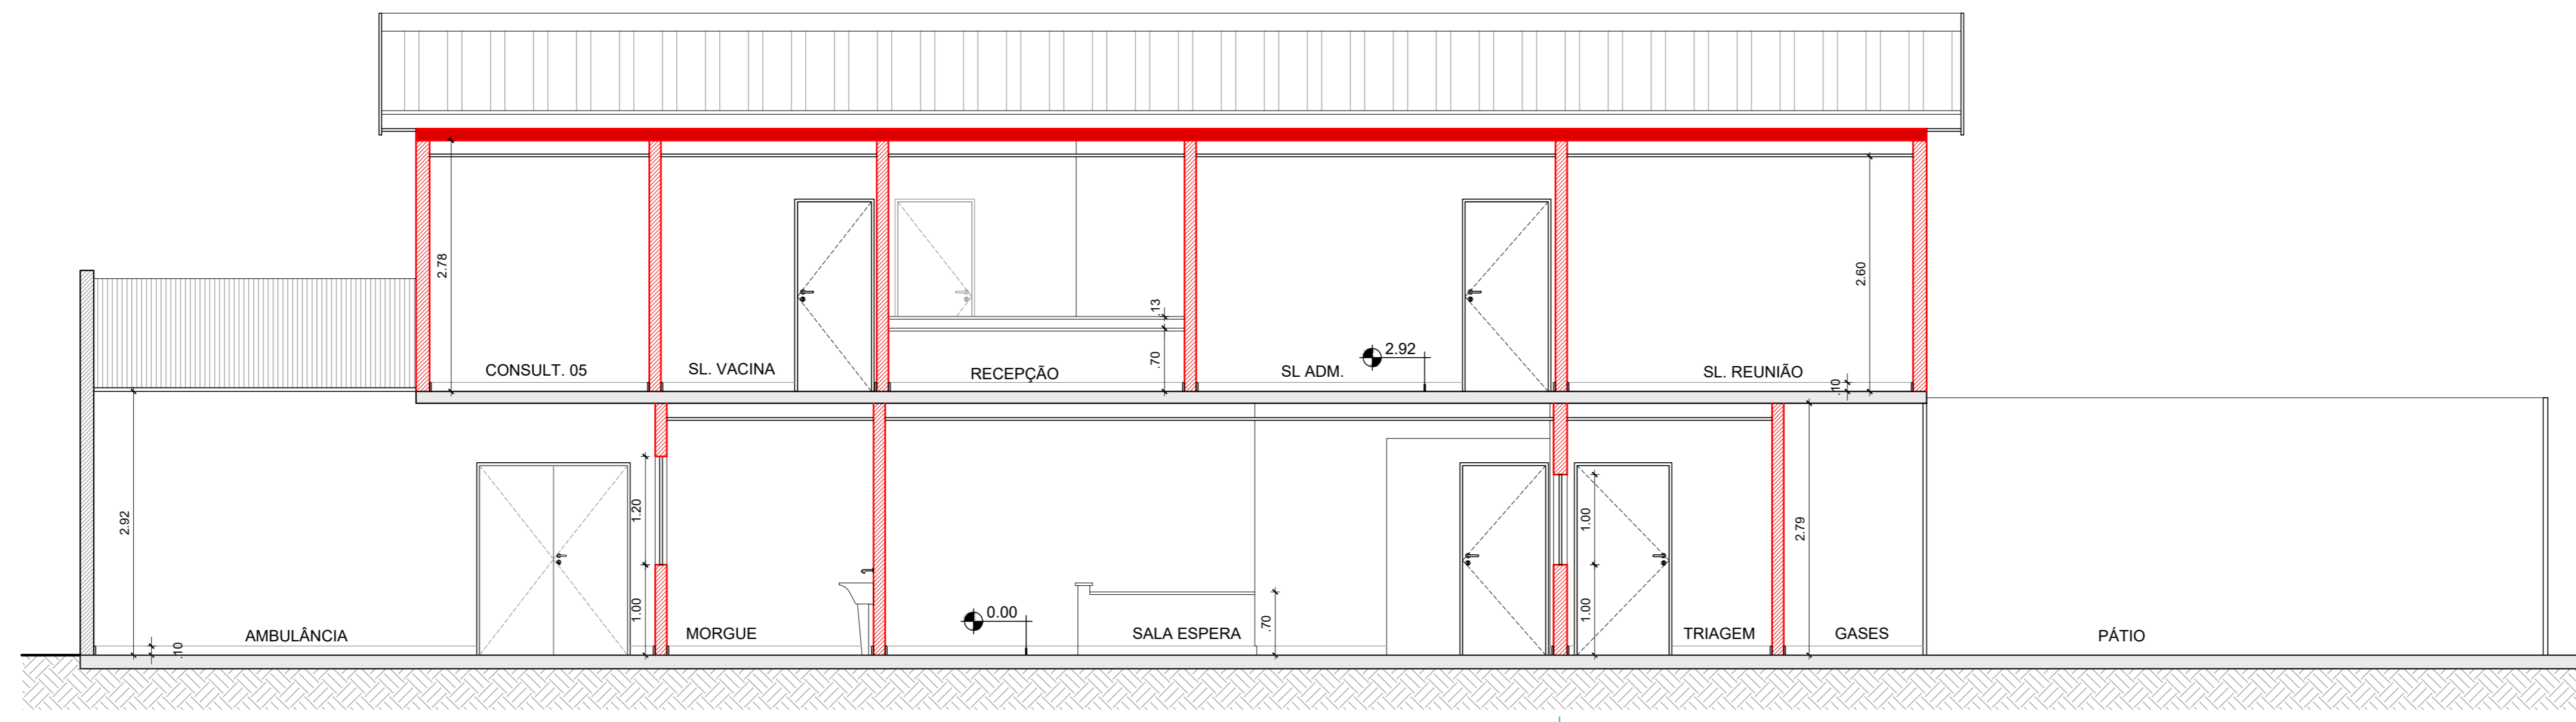 2.78
2.60
.13
.70
2.92
CONSULT. 05
SL. VACINA
RECEPÇÃO
SL ADM.
SL. REUNIÃO
.10
2.92
1.20
1.00
1.00
1.00
2.79
.70
0.00
.10
AMBULÂNCIA
MORGUE
SALA ESPERA
TRIAGEM
GASES
PÁTIO